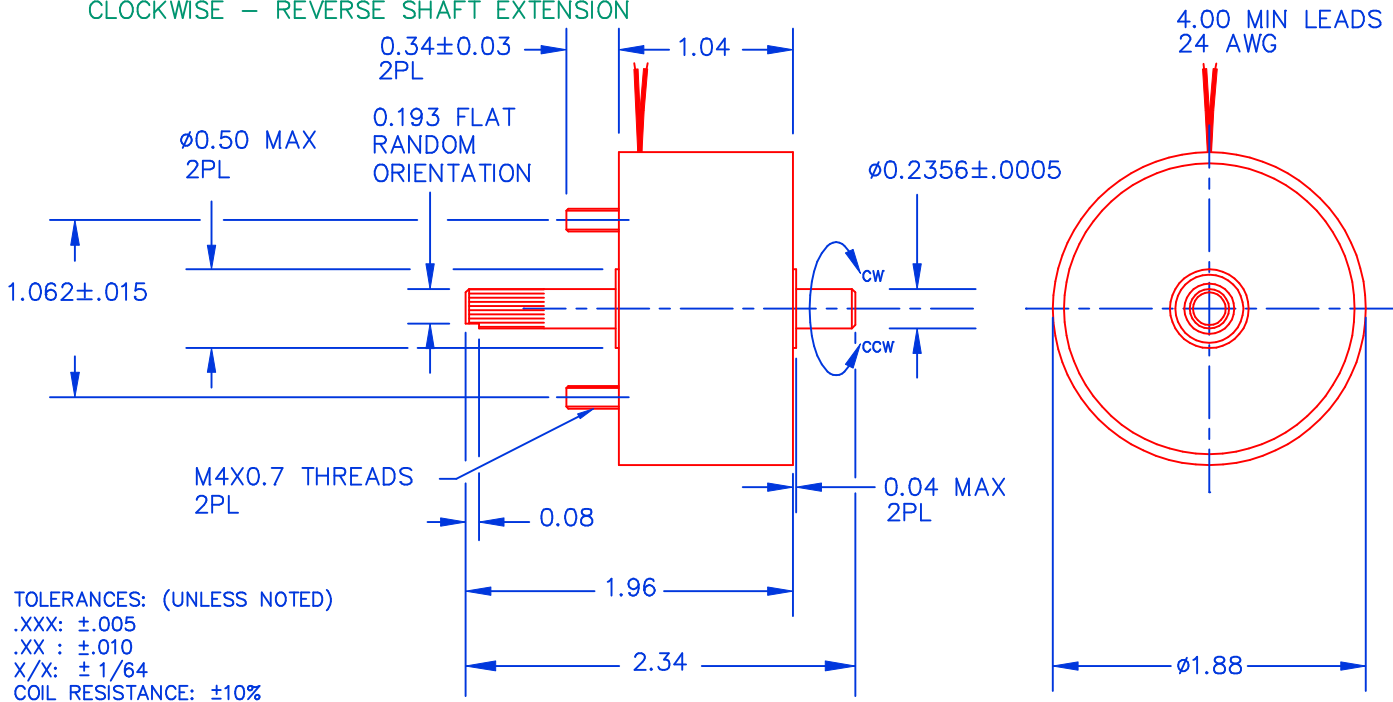 CLOCKWISE – REVERSE SHAFT EXTENSION
4.00 MIN LEADS
24 AWG
0.34±0.03
2PL
1.04
0.193 FLAT
RANDOM
ORIENTATION
ø0.50 MAX
2PL
ø0.2356±.0005
1.062±.015
CW
CCW
M4X0.7 THREADS
2PL
0.04 MAX
2PL
0.08
1.96
2.34
ø1.88
TOLERANCES: (UNLESS NOTED)
.XXX: ±.005
.XX : ±.010
X/X: ± 1/64
COIL RESISTANCE: ±10%